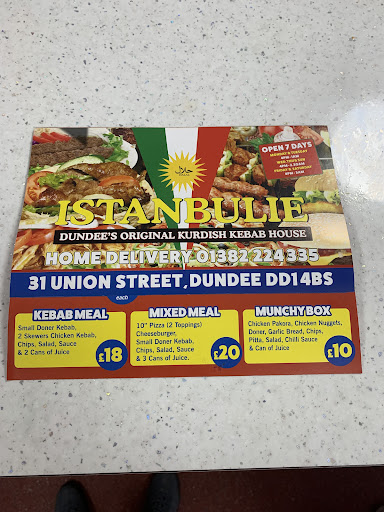 OPEN 7 DAYS
MONDAY & TUESDAY
حلال
ISTANBULIE
DUNDEE'S ORIGINAL KURDISH KEBAB HOUSE
HOME DELIVERY 01382 224335
31 UNION STREET, DUNDEE DD1 4BS
each
KEBAB MEAL
Small Doner Kebab,
2 Skewers Chicken Kebab,
Chips, Salad, Sauce
& 2 Cans of Juice
£18
MIXED MEAL
10" Pizza (2 Toppings)
Cheeseburger,
Small Doner Kebab,
Chips, Salad, Sauce
& 3 Cans of Juice.
£20
MUNCHY BOX
Chicken Pakora, Chicken Nuggets,
Doner, Garlic Bread, Chips,
Pitta, Salad, Chilli Sauce
& Can of Juice
£10